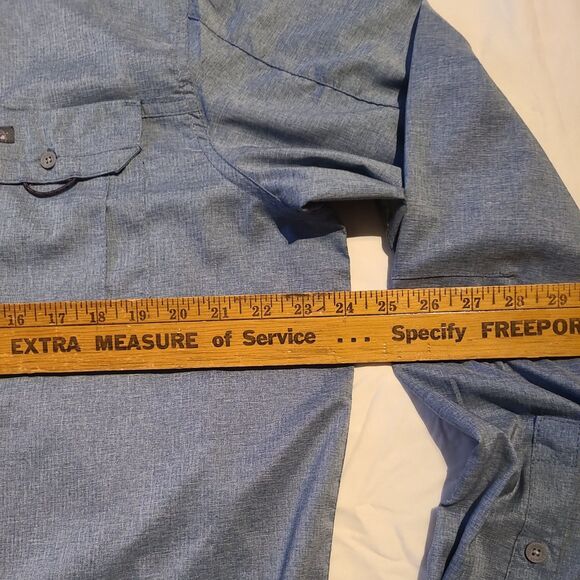 16 17 18 19 20 21 22 23 24 25 26 27 28 29
EXTRA MEASURE of Service ... Specify FREEPOR